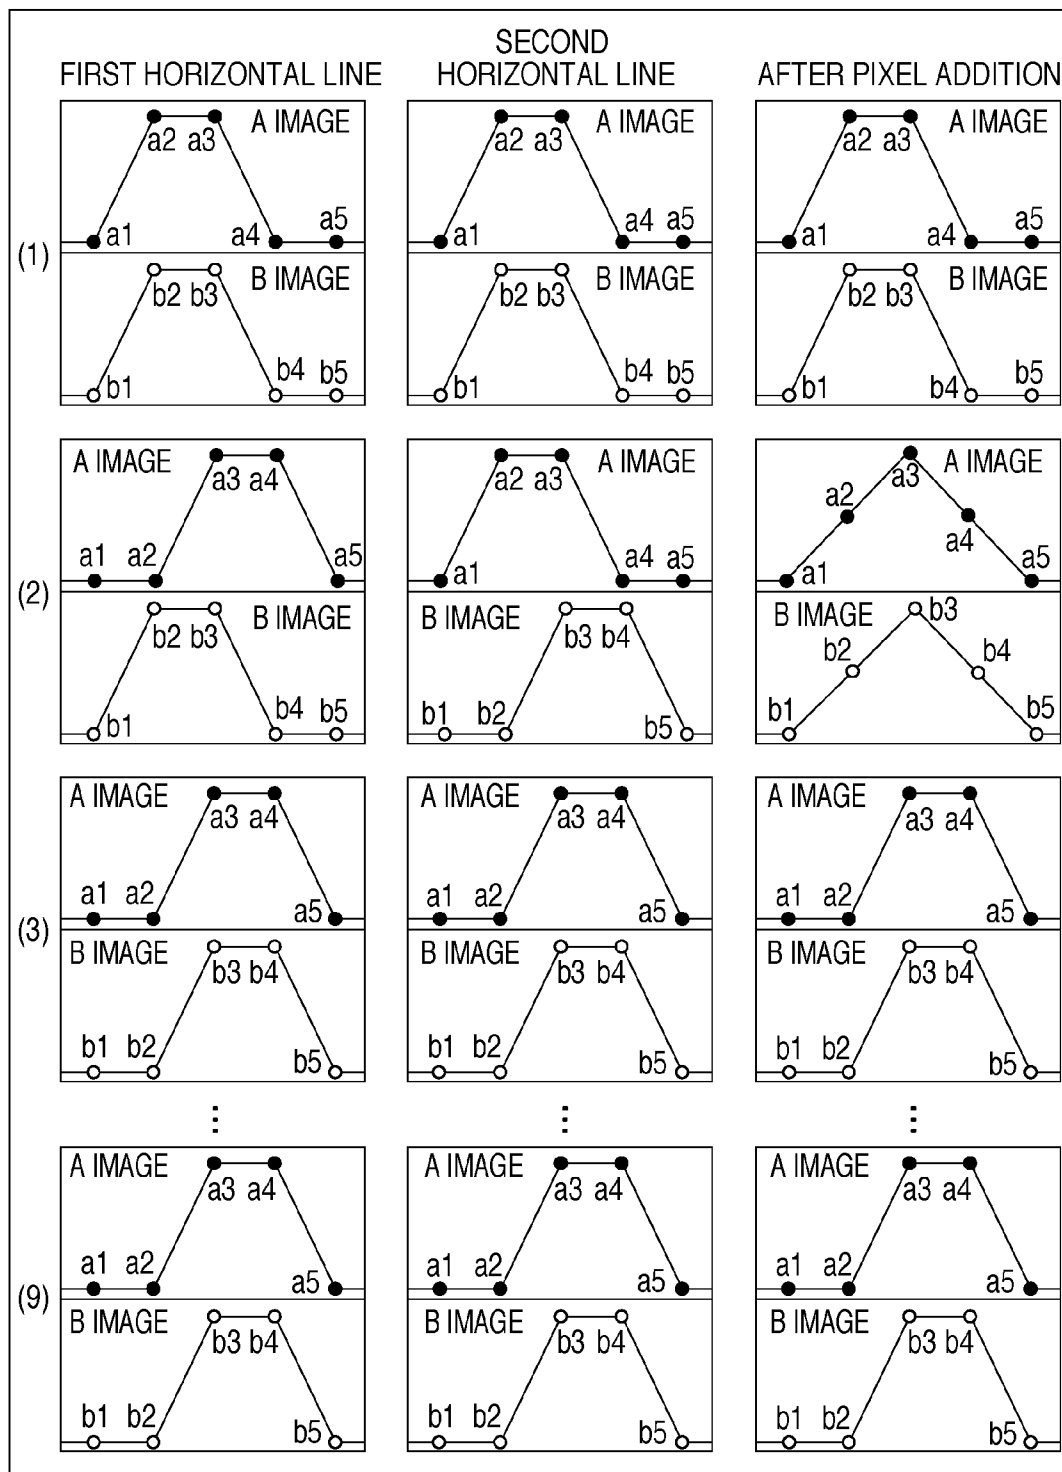 FIRST HORIZONTAL LINE
SECOND
HORIZONTAL LINE
AFTER PIXEL ADDITION
(1)
A IMAGE
a2 a3
a1 a4 a5
B IMAGE
b2 b3
b1 b4 b5
A IMAGE
a2 a3
a1 a4 a5
B IMAGE
b2 b3
b1 b4 b5
A IMAGE
a2 a3
a1 a4 a5
B IMAGE
b2 b3
b1 b4 b5
(2)
A IMAGE
a3 a4
a1 a2 a5
B IMAGE
b2 b3
b1 b4 b5
A IMAGE
a2 a3
a1 a4 a5
B IMAGE
b3 b4
b1 b2 b5
A IMAGE
a3
a2 a4
a1 a5
B IMAGE
b3
b2 b4
b1 b5
(3)
A IMAGE
a3 a4
a1 a2 a5
B IMAGE
b3 b4
b1 b2 b5
A IMAGE
a3 a4
a1 a2 a5
B IMAGE
b3 b4
b1 b2 b5
A IMAGE
a3 a4
a1 a2 a5
B IMAGE
b3 b4
b1 b2 b5
⋮ ⋮ ⋮
(9)
A IMAGE
a3 a4
a1 a2 a5
B IMAGE
b3 b4
b1 b2 b5
A IMAGE
a3 a4
a1 a2 a5
B IMAGE
b3 b4
b1 b2 b5
A IMAGE
a3 a4
a1 a2 a5
B IMAGE
b3 b4
b1 b2 b5